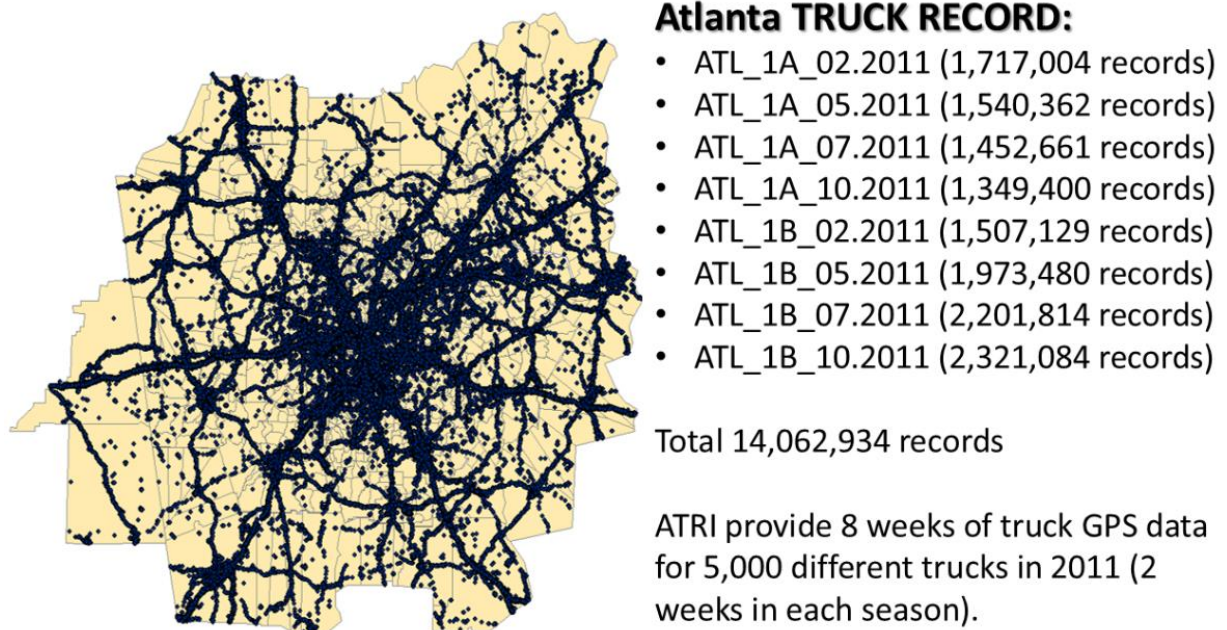 Atlanta TRUCK RECORD:
• ATL_1A_02.2011 (1,717,004 records)
• ATL_1A_05.2011 (1,540,362 records)
• ATL_1A_07.2011 (1,452,661 records)
• ATL_1A_10.2011 (1,349,400 records)
• ATL_1B_02.2011 (1,507,129 records)
• ATL_1B_05.2011 (1,973,480 records)
• ATL_1B_07.2011 (2,201,814 records)
• ATL_1B_10.2011 (2,321,084 records)
Total 14,062,934 records
ATRI provide 8 weeks of truck GPS data
for 5,000 different trucks in 2011 (2
weeks in each season).